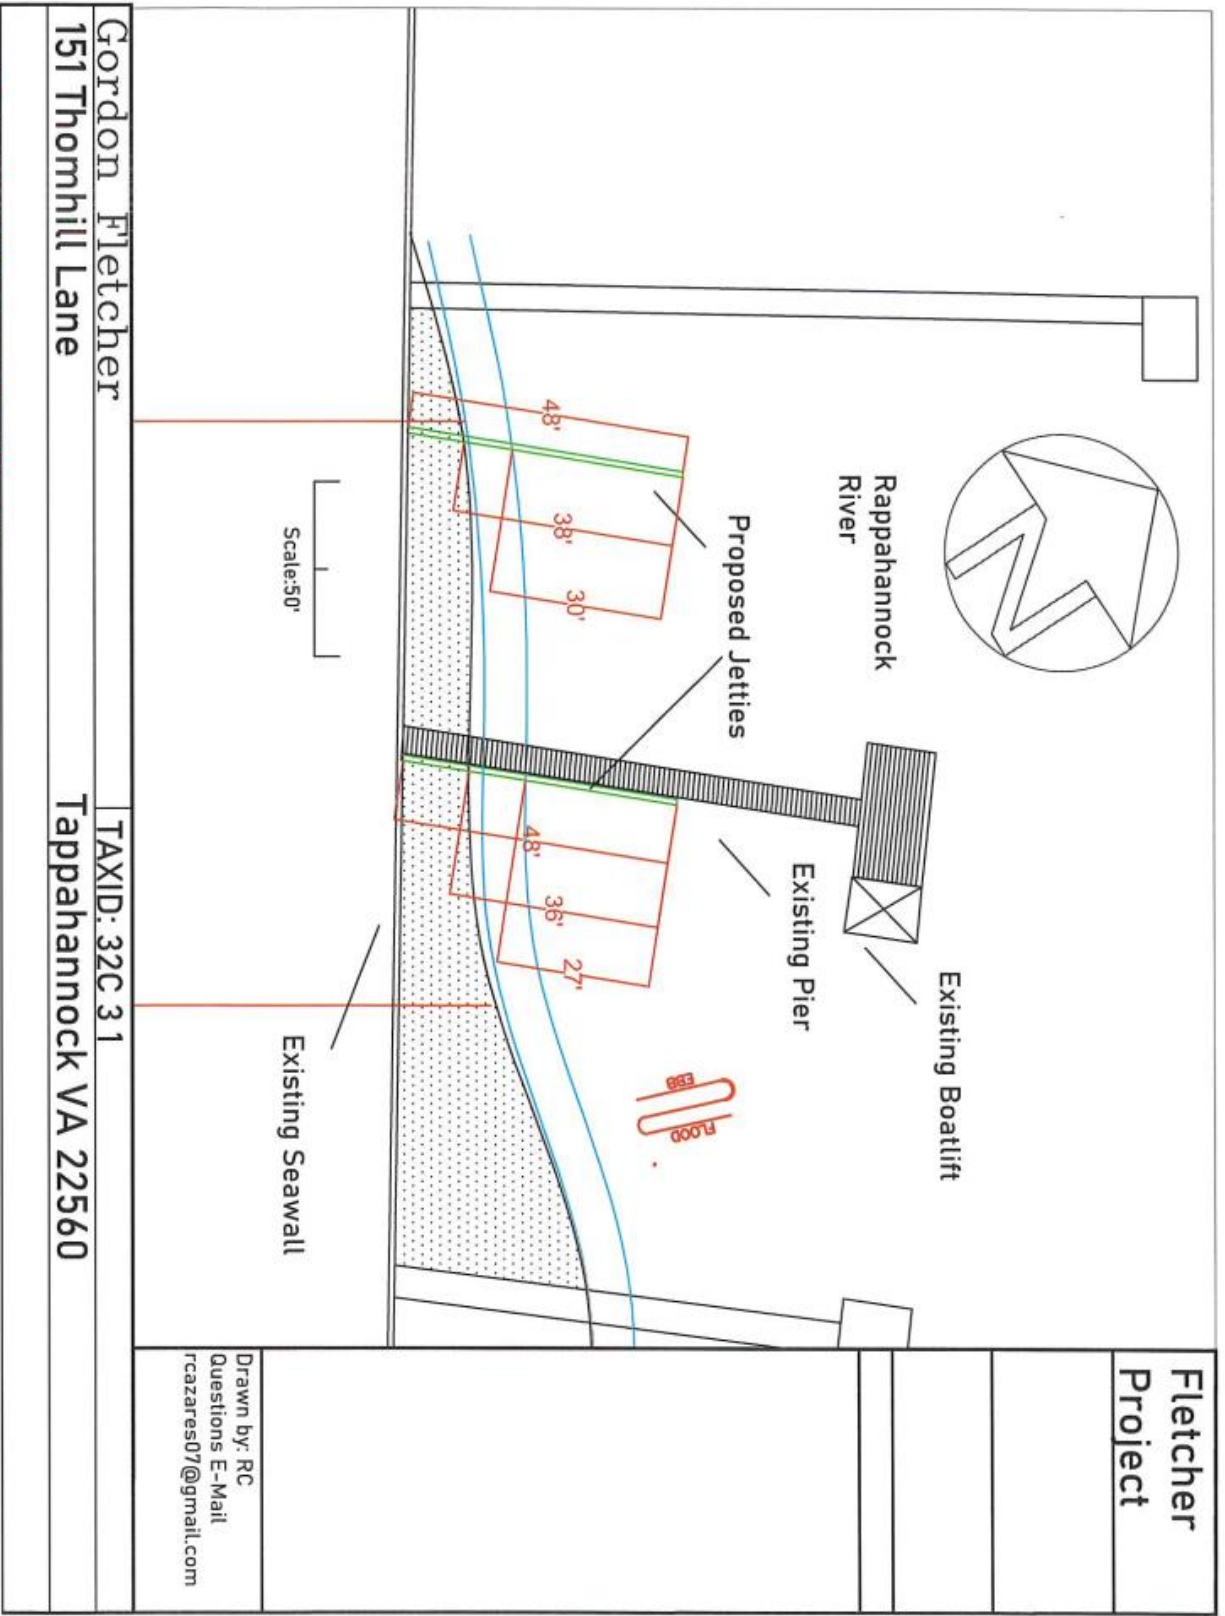 Fletcher
Project
Rappahannock
River
Proposed Jetties
Existing Pier
Existing Boatlift
48'
38'
30'
48'
36'
27'
EBB
FLOOD
Scale:50'
Existing Seawall
N
Drawn by: RC
Questions E-Mail
rcazares07@gmail.com
Gordon Fletcher
TAXID: 32C 3 1
151 Thomhill Lane
Tappahannock VA 22560